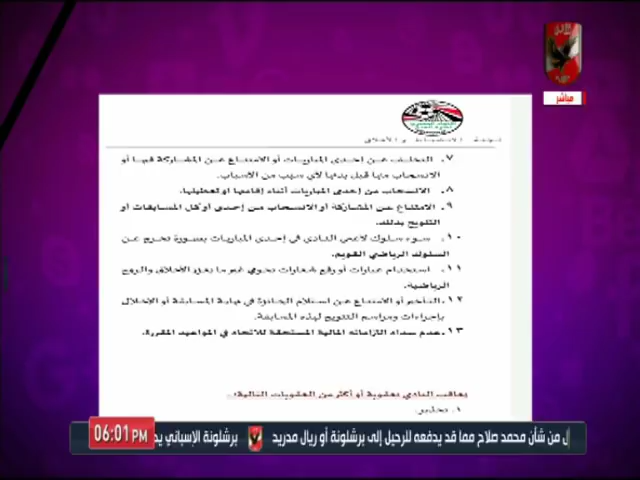 مباشر
لجنة الانضباط والأخلاق
٧. التخلف عن إحدى المباريات أو الامتناع عن المشاركة فيها أو
الانسحاب منها قبل بدئها لأي سبب من الأسباب.
٨. الانسحاب من إحدى المباريات أثناء إقامتها أو تعطيلها.
٩. الامتناع عن المشاركة أو الانسحاب من إحدى أو كل المسابقات أو
التلويح بذلك.
١٠. سوء سلوك لاعبي النادي في إحدى المباريات بصورة تخرج عن
السلوك الرياضي القويم.
١١. استخدام عبارات أو رفع شعارات تحوي ما يخدر الأخلاق والروح
الرياضية.
١٢. التأخير أو الامتناع عن استلام الجائزة في نهاية المسابقة أو الإخلال
بإجراءات ومراسم التتويج لهذه المسابقة.
١٣. عدم سداد التزاماته المالية المستحقة للاتحاد في المواعيد المقررة.
يعاقب النادي بعقوبة أو أكثر من العقوبات التالية:
١. تحذير.
ل من شأن محمد صلاح مما قد يدفعه للرحيل إلى برشلونة أو ريال مدريد برشلونة الإسباني
06:01 PM